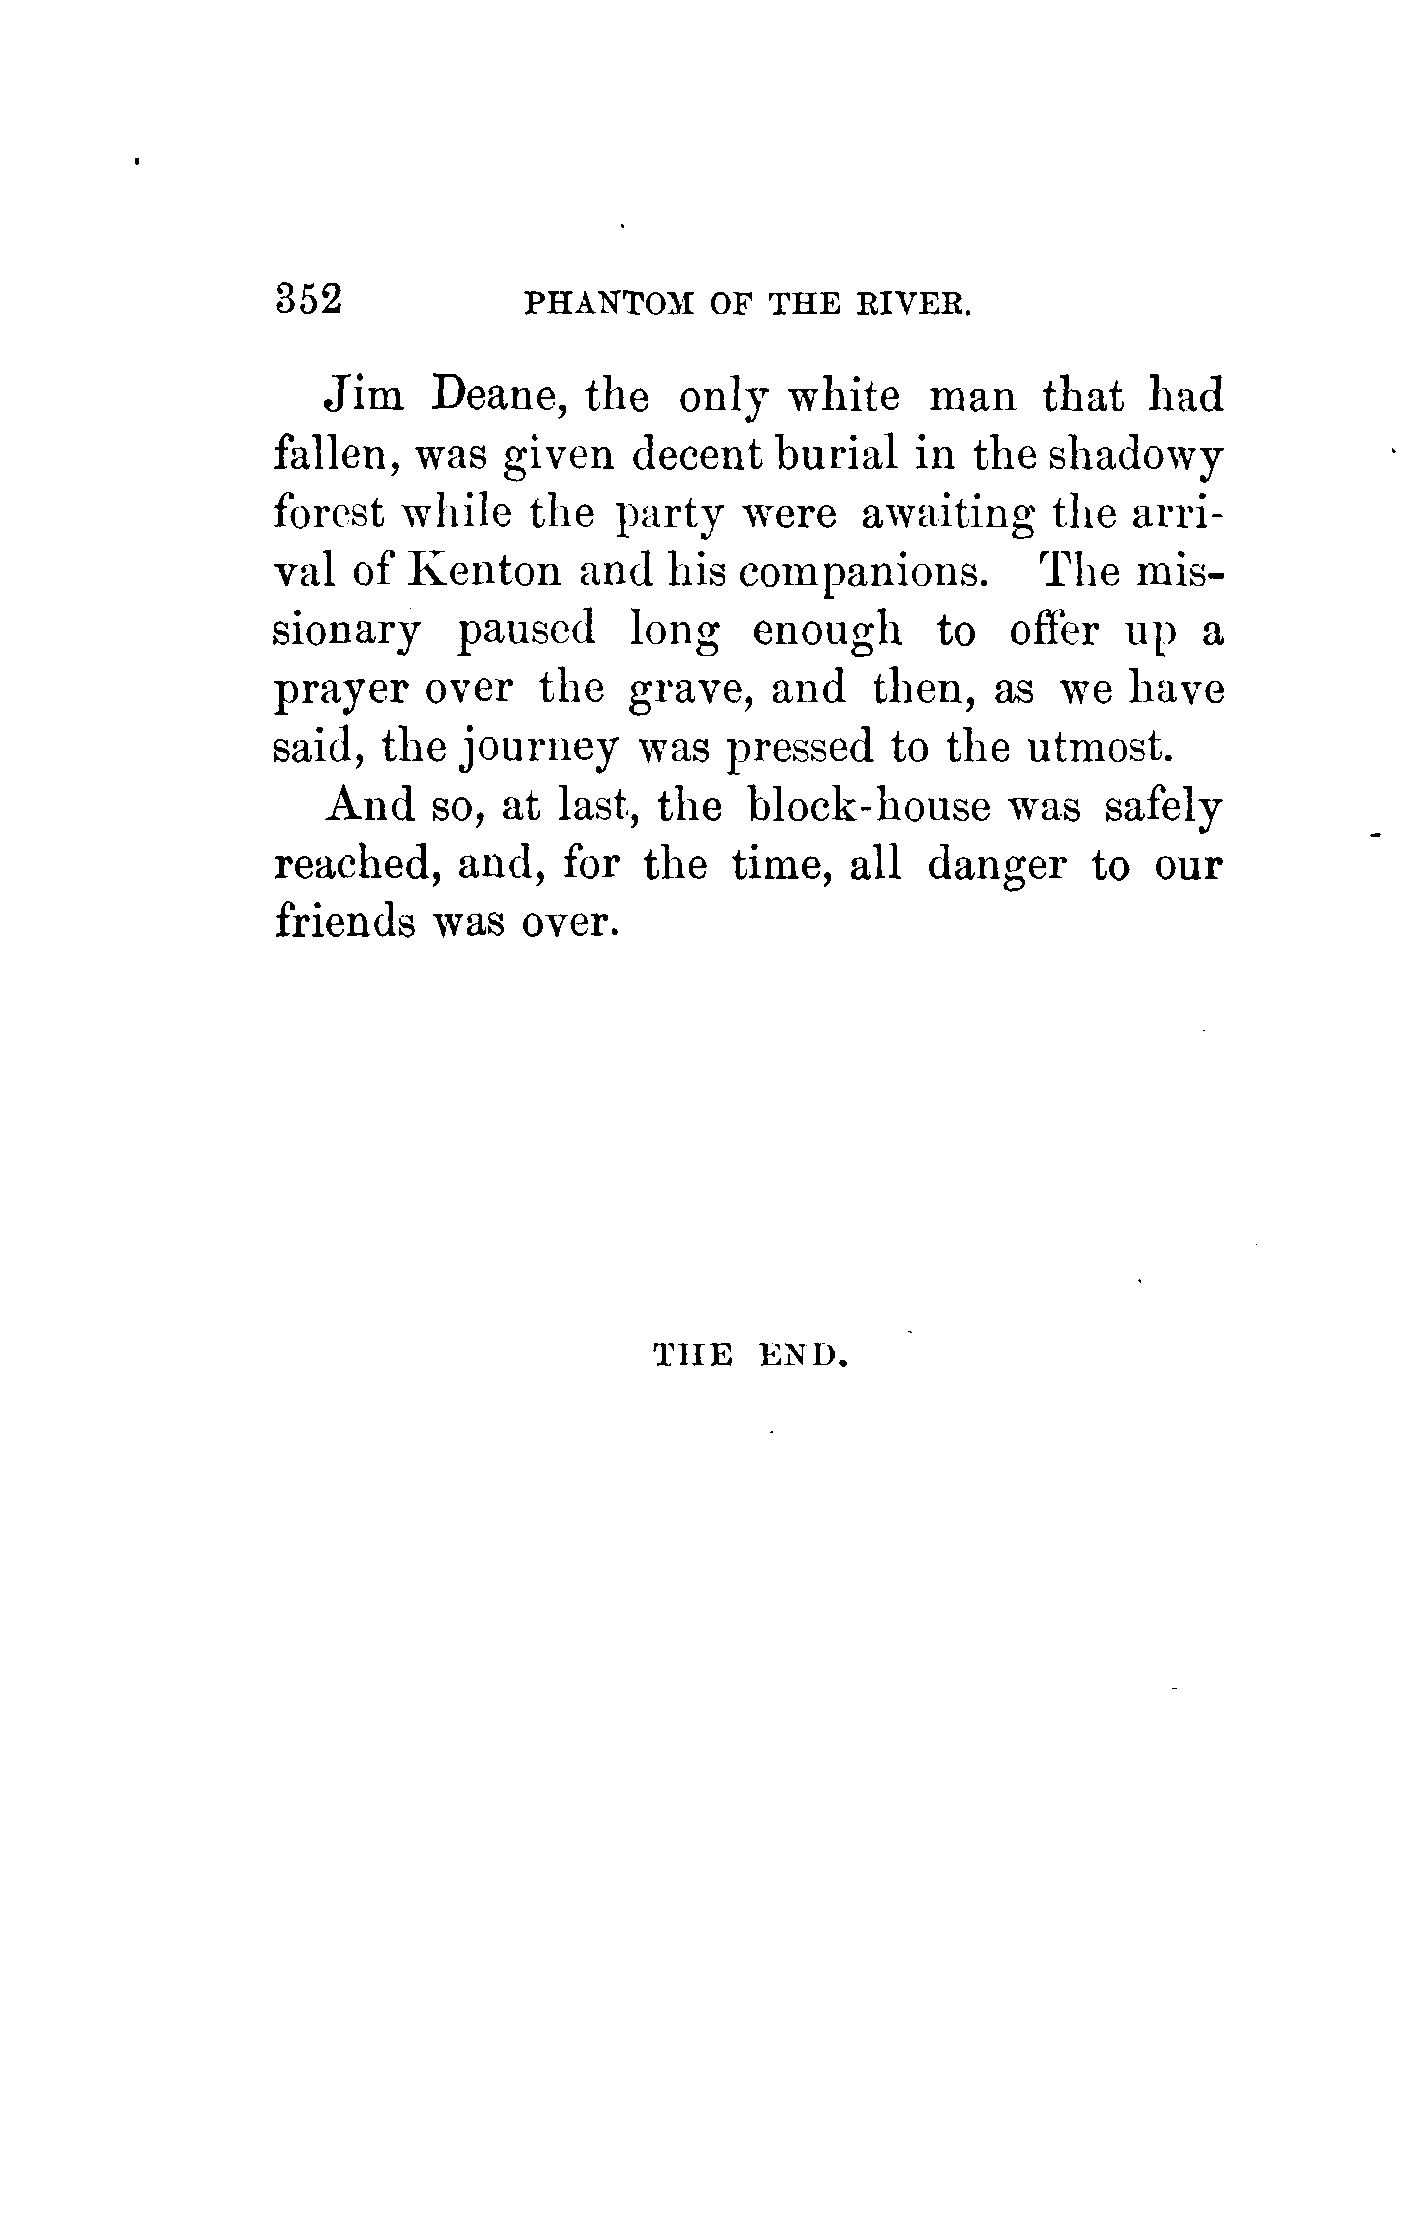 352 PHANTOM OF THE RIVER.
Jim Deane, the only white man that had
fallen, was given decent burial in the shadowy
forest while the party were awaiting the arri-
val of Kenton and his companions. The mis-
sionary paused long enough to offer up a
prayer over the grave, and then, as we have
said, the journey was pressed to the utmost.
And so, at last, the block-house was safely
reached, and, for the time, all danger to our
friends was over.
THE END.